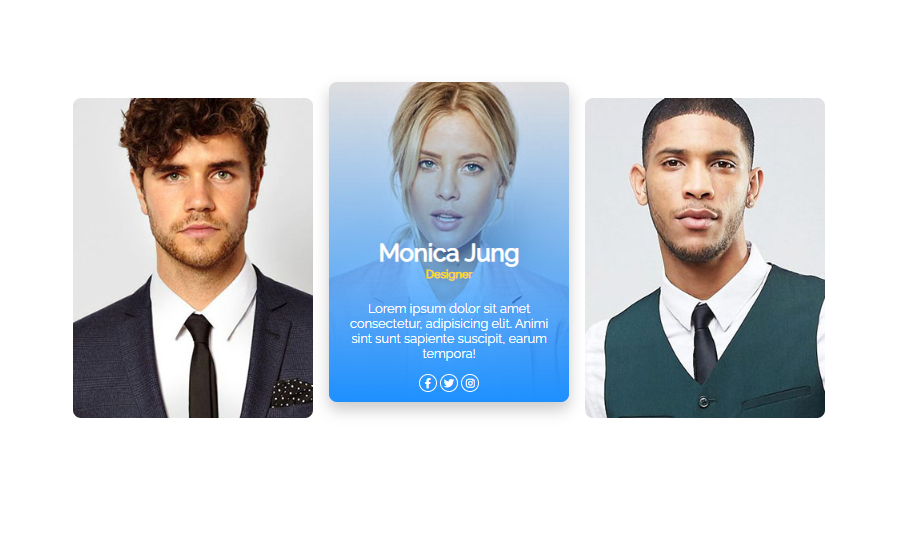 Monica Jung
Designer
Lorem ipsum dolor sit amet
consectetur, adipisicing elit. Animi
sint sunt sapiente suscipit, earum
tempora!